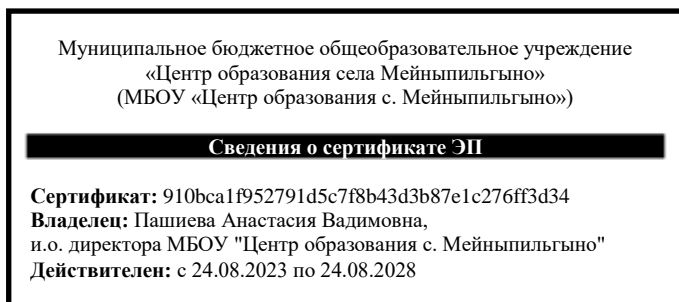 Муниципальное бюджетное общеобразовательное учреждение
«Центр образования села Мейныпильгыно»
(МБОУ «Центр образования с. Мейныпильгыно»)
Сведения о сертификате ЭП
Сертификат: 910bca1f952791d5c7f8b43d3b87e1c276ff3d34
Владелец: Пашиева Анастасия Вадимовна,
и.о. директора МБОУ "Центр образования с. Мейныпильгыно"
Действителен: с 24.08.2023 по 24.08.2028